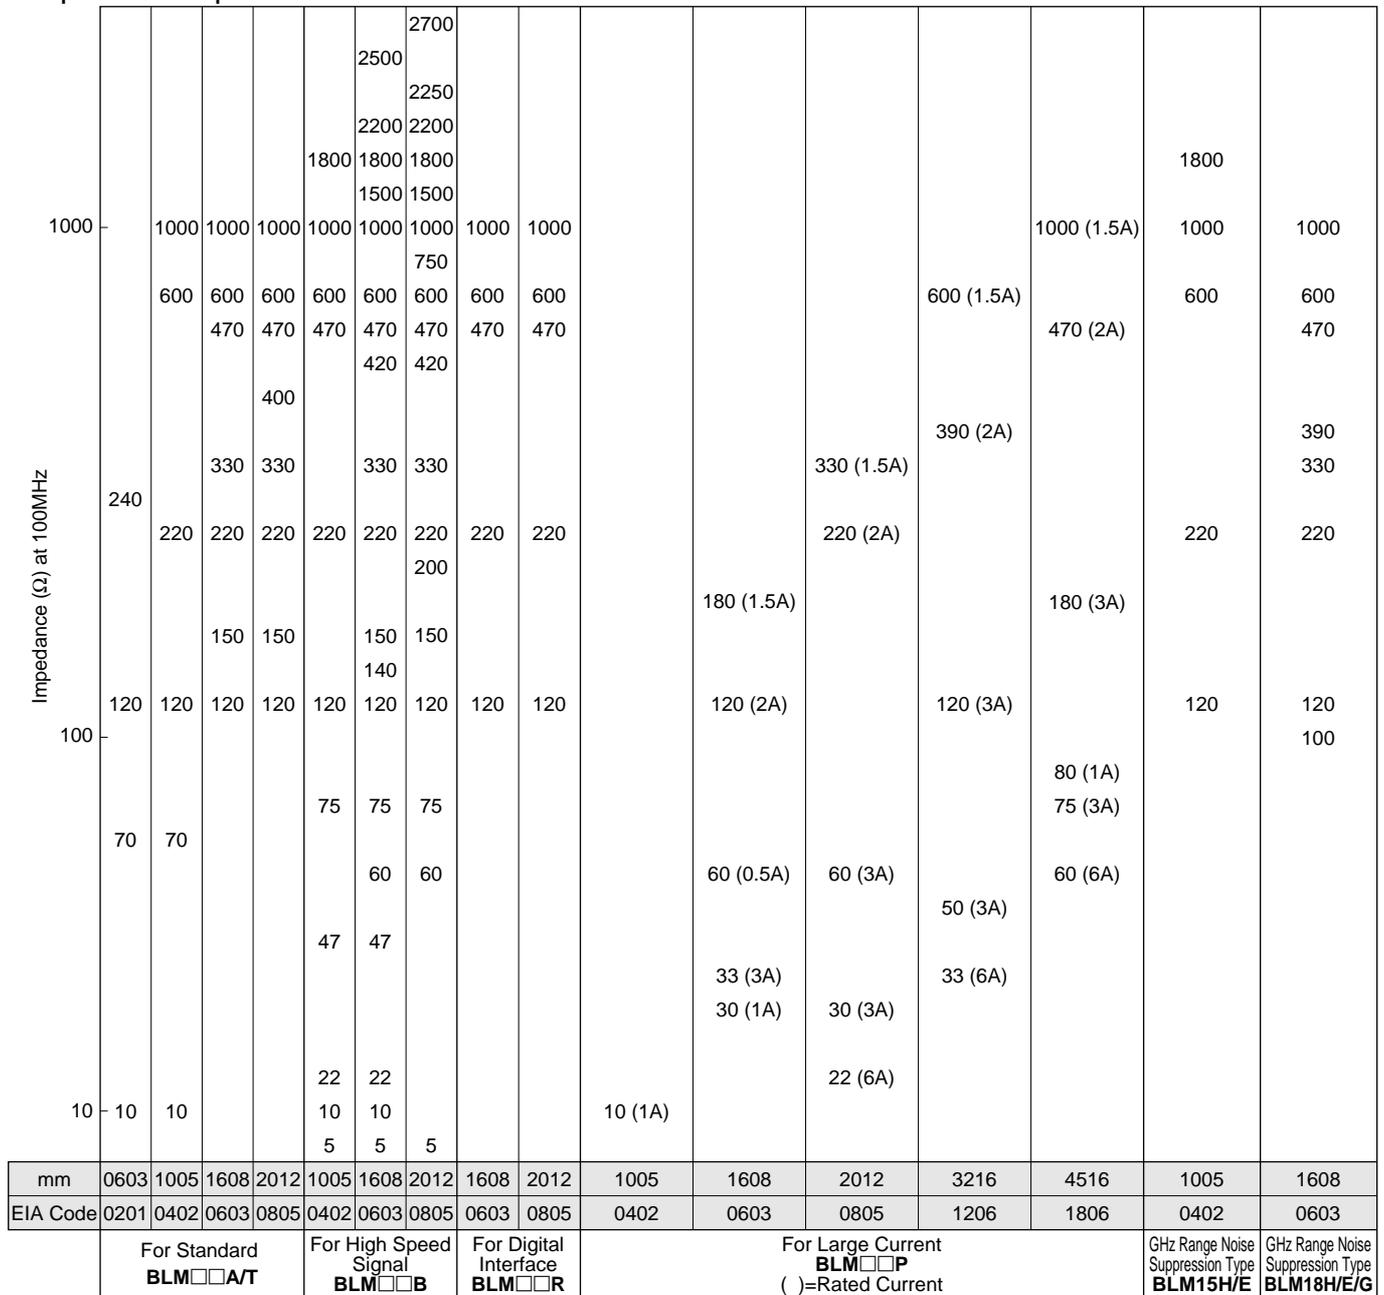 2700
2500
2250
2200 2200
1800 1800 1800 1800
1500 1500
1000 1000 1000 1000 1000 1000 1000 1000 1000 1000 (1.5A) 1000 1000
750
600 600 600 600 600 600 600 600 600 (1.5A) 600 600
470 470 470 470 470 470 470 470 (2A) 470
420 420
400
390 (2A) 390
330 330 330 330 330 (1.5A) 330
240
220 220 220 220 220 220 220 220 220 (2A) 220 220
200
180 (1.5A) 180 (3A)
150 150 150 150
140
120 120 120 120 120 120 120 120 120 120 (2A) 120 (3A) 120 120
100 100
80 (1A)
75 75 75 75 (3A)
70 70
60 60 60 (0.5A) 60 (3A) 60 (6A)
50 (3A)
47 47
33 (3A) 33 (6A)
30 (1A) 30 (3A)
22 22 22 (6A)
10 10 10 10 10 10 (1A)
5 5 5
Impedance (Ω) at 100MHz
mm 0603 1005 1608 2012 1005 1608 2012 1608 2012 1005 1608 2012 3216 4516 1005 1608
EIA Code 0201 0402 0603 0805 0402 0603 0805 0603 0805 0402 0603 0805 1206 1806 0402 0603
For Standard
BLM□□A/T
For High Speed
Signal
BLM□□B
For Digital
Interface
BLM□□R
For Large Current
BLM□□P
( )=Rated Current
GHz Range Noise
Suppression Type
BLM15H/E
GHz Range Noise
Suppression Type
BLM18H/E/G